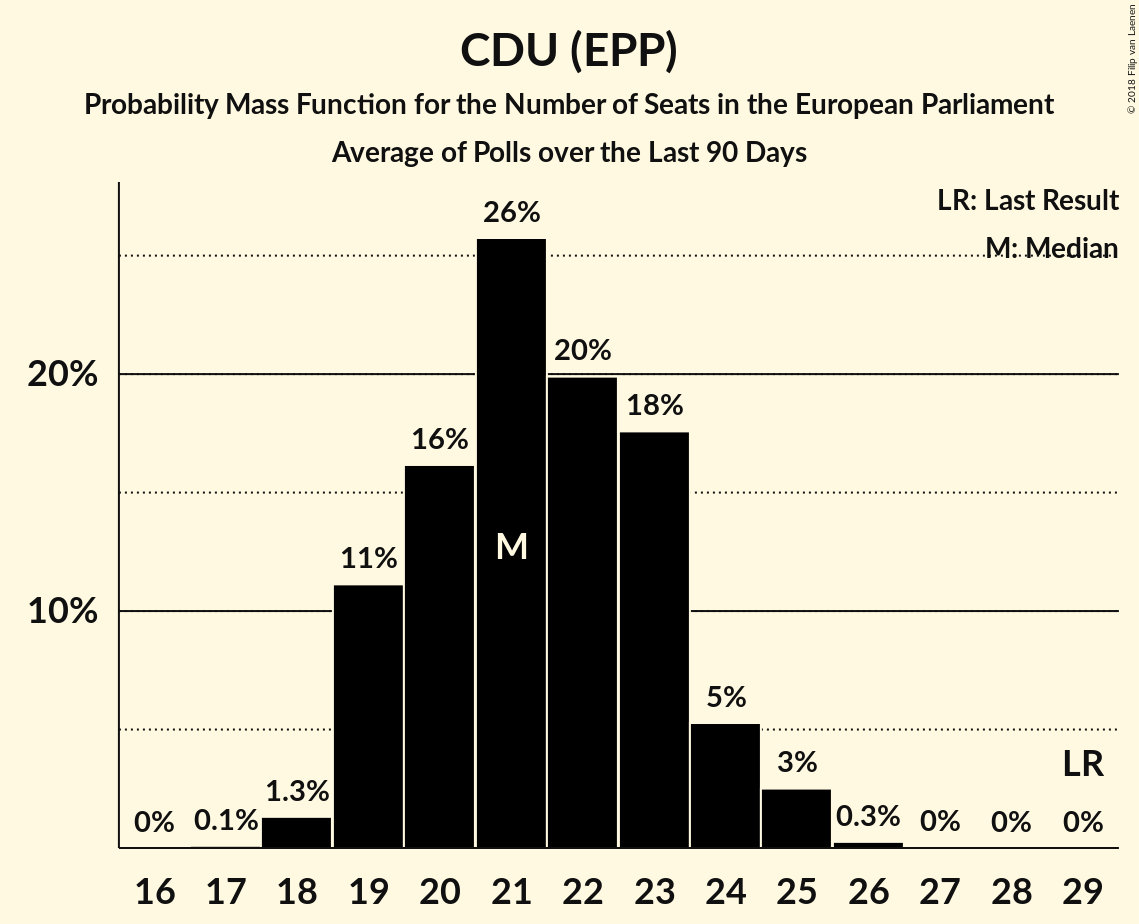 CDU (EPP)
Probability Mass Function for the Number of Seats in the European Parliament
Average of Polls over the Last 90 Days
© 2018 Filip van Laenen
LR: Last Result
M: Median
20%
10%
0%
0.1%
1.3%
11%
16%
26%
20%
18%
5%
3%
0.3%
0%
0%
0%
M
LR
16 17 18 19 20 21 22 23 24 25 26 27 28 29